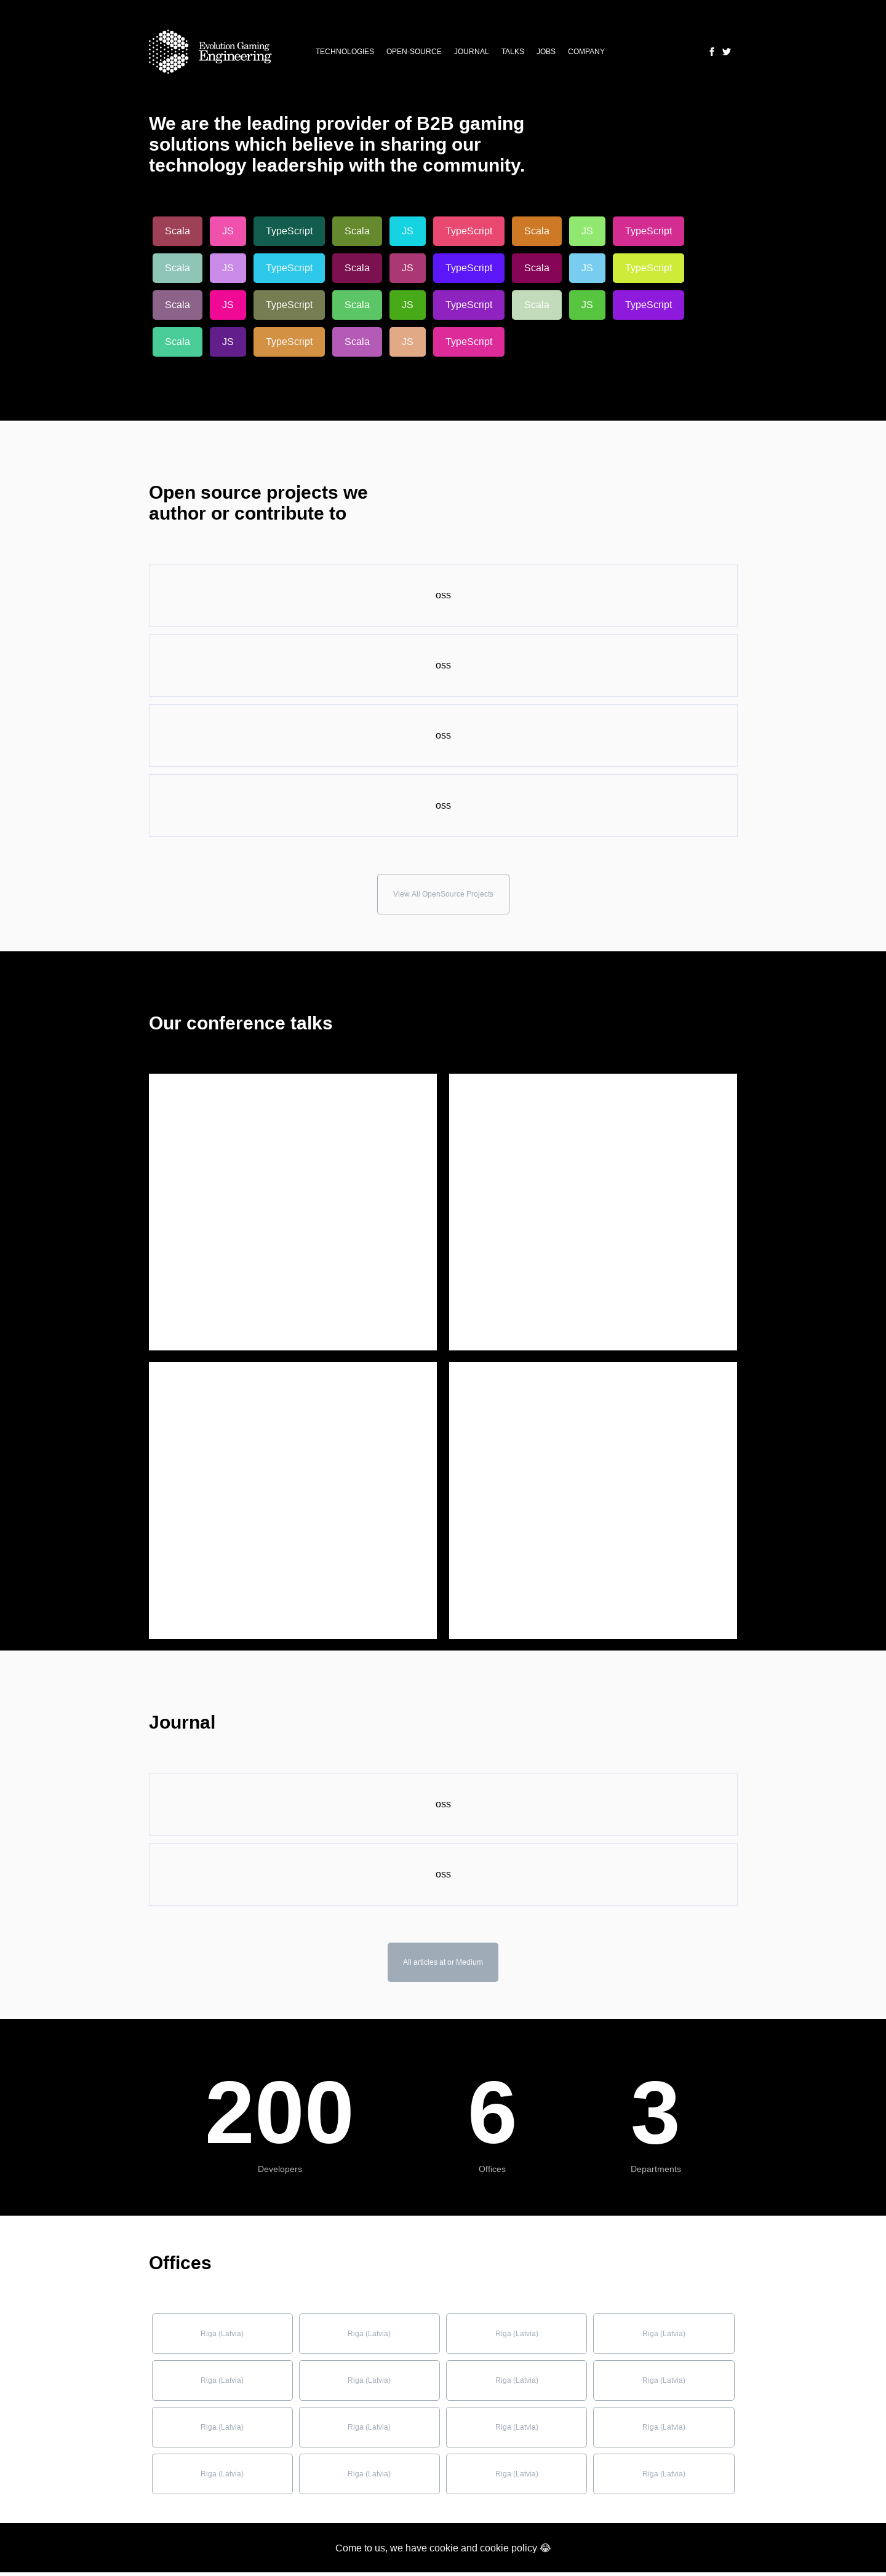 Evolution Gaming
Engineering
TECHNOLOGIES OPEN-SOURCE JOURNAL TALKS JOBS COMPANY
We are the leading provider of B2B gaming
solutions which believe in sharing our
technology leadership with the community.
Scala JS TypeScript Scala JS TypeScript Scala JS TypeScript
Scala JS TypeScript Scala JS TypeScript Scala JS TypeScript
Scala JS TypeScript Scala JS TypeScript Scala JS TypeScript
Scala JS TypeScript Scala JS TypeScript
Open source projects we
author or contribute to
oss
oss
oss
oss
View All OpenSource Projects
Our conference talks
Journal
oss
oss
All articles at or Medium
200 6 3
Developers Offices Departments
Offices
Riga (Latvia) Riga (Latvia) Riga (Latvia) Riga (Latvia)
Riga (Latvia) Riga (Latvia) Riga (Latvia) Riga (Latvia)
Riga (Latvia) Riga (Latvia) Riga (Latvia) Riga (Latvia)
Riga (Latvia) Riga (Latvia) Riga (Latvia) Riga (Latvia)
Come to us, we have cookie and cookie policy 😂